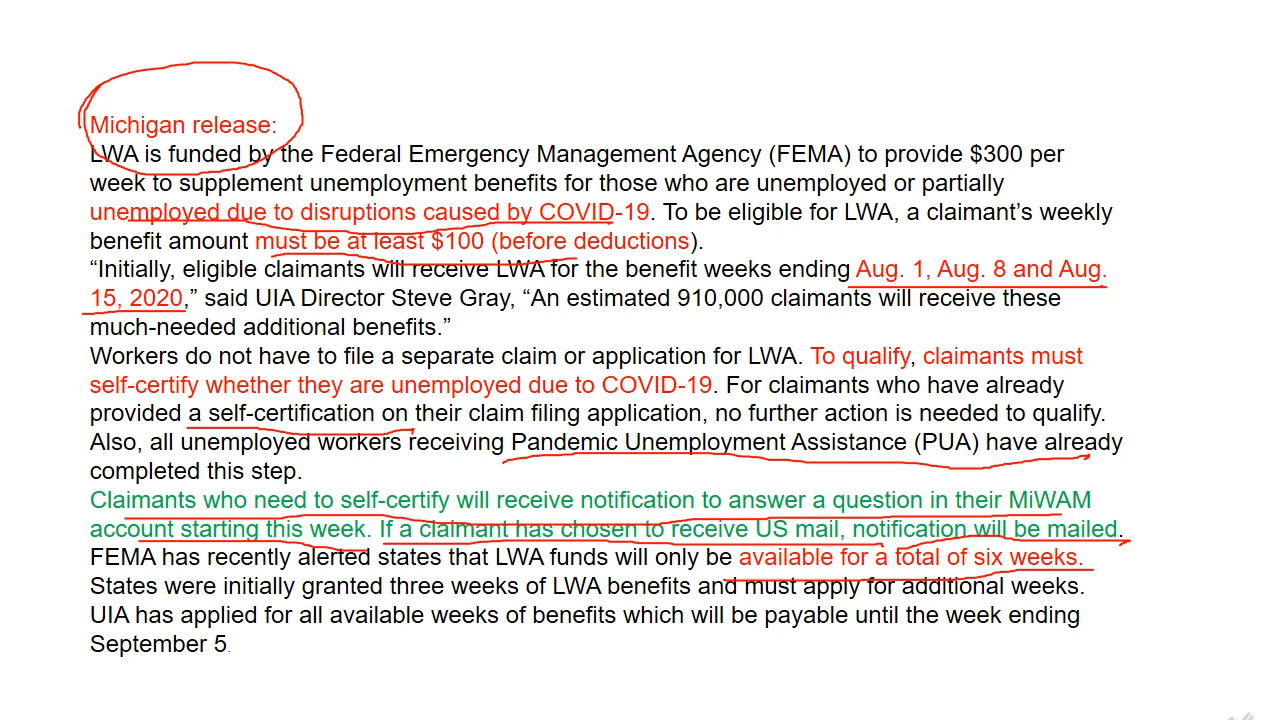 Michigan release:
LWA is funded by the Federal Emergency Management Agency (FEMA) to provide $300 per
week to supplement unemployment benefits for those who are unemployed or partially
unemployed due to disruptions caused by COVID-19. To be eligible for LWA, a claimant’s weekly
benefit amount must be at least $100 (before deductions).
“Initially, eligible claimants will receive LWA for the benefit weeks ending Aug. 1, Aug. 8 and Aug.
15, 2020,” said UIA Director Steve Gray, “An estimated 910,000 claimants will receive these
much-needed additional benefits.”
Workers do not have to file a separate claim or application for LWA. To qualify, claimants must
self-certify whether they are unemployed due to COVID-19. For claimants who have already
provided a self-certification on their claim filing application, no further action is needed to qualify.
Also, all unemployed workers receiving Pandemic Unemployment Assistance (PUA) have already
completed this step.
Claimants who need to self-certify will receive notification to answer a question in their MiWAM
account starting this week. If a claimant has chosen to receive US mail, notification will be mailed.
FEMA has recently alerted states that LWA funds will only be available for a total of six weeks.
States were initially granted three weeks of LWA benefits and must apply for additional weeks.
UIA has applied for all available weeks of benefits which will be payable until the week ending
September 5.